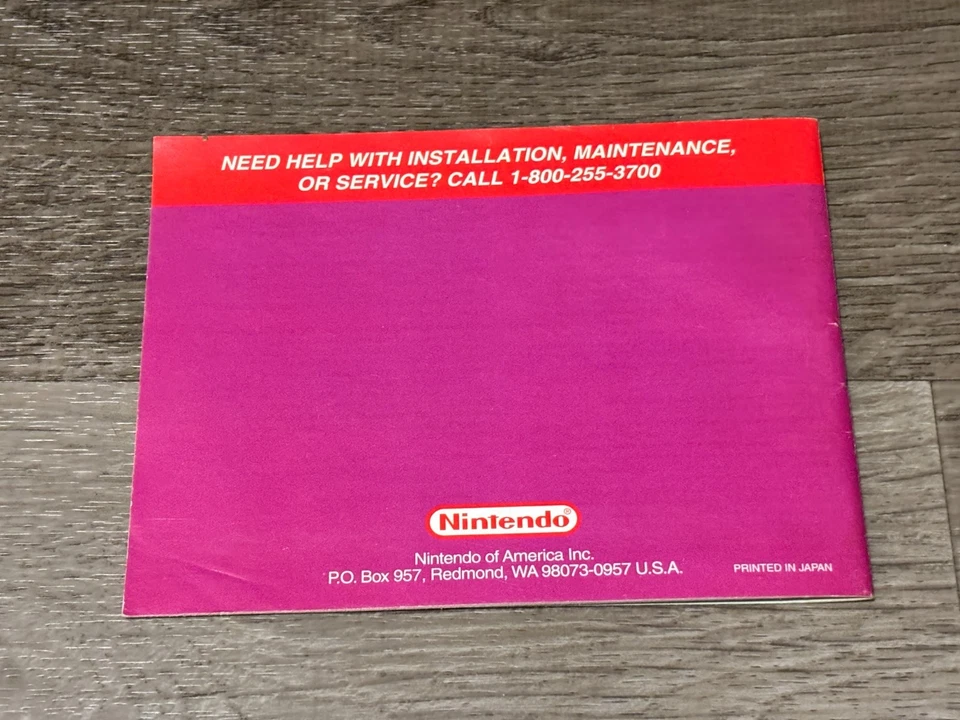 NEED HELP WITH INSTALLATION, MAINTENANCE,
OR SERVICE? CALL 1-800-255-3700
Nintendo®
Nintendo of America Inc.
P.O. Box 957, Redmond, WA 98073-0957 U.S.A.
PRINTED IN JAPAN